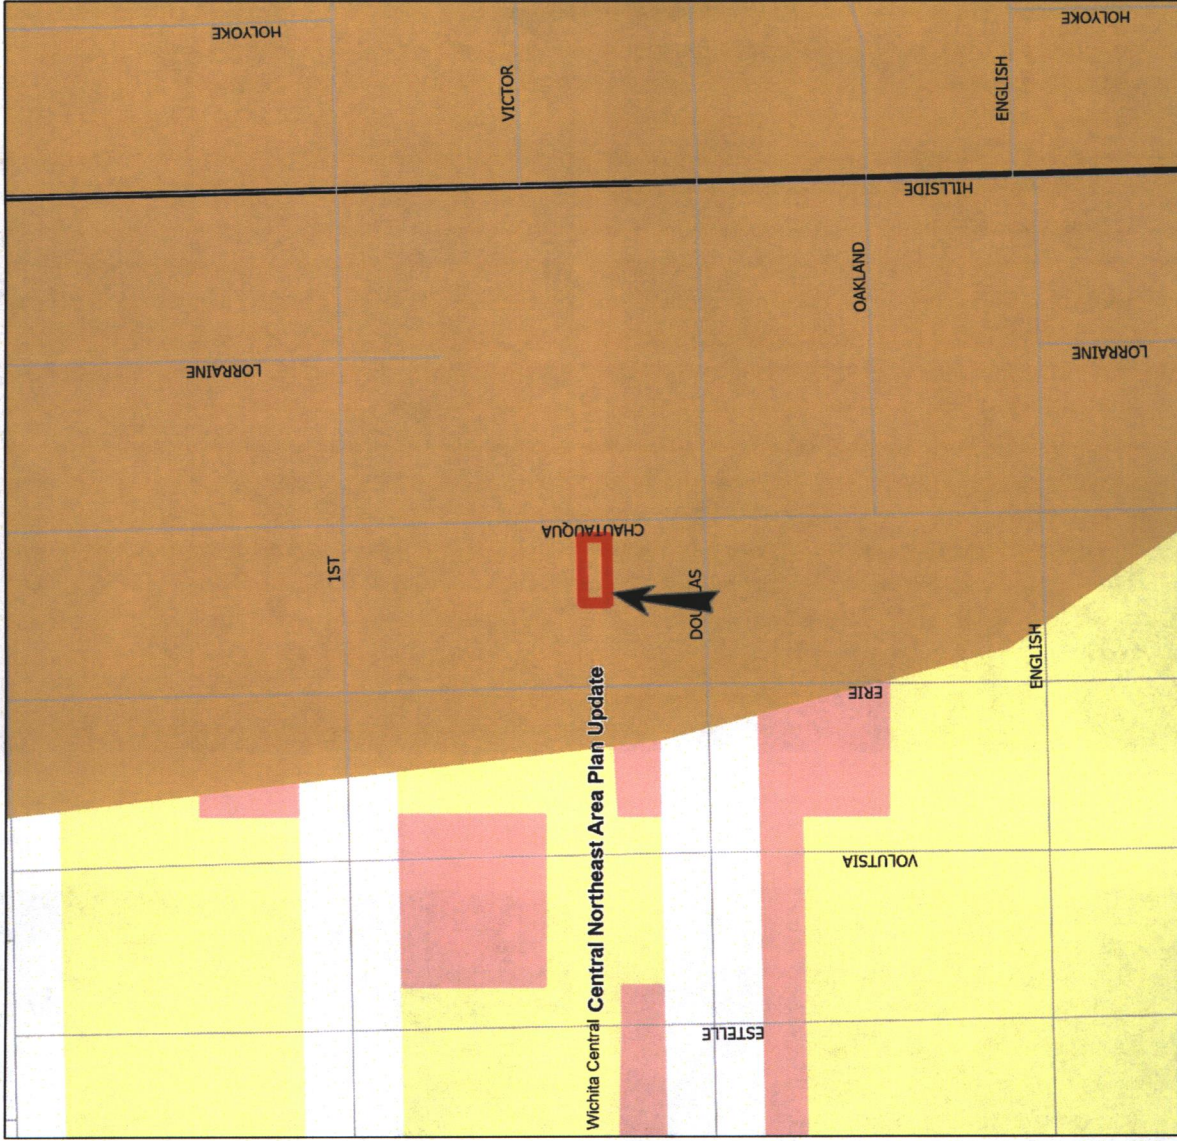 HOLYOKE
HOLYOKE
VICTOR
ENGLISH
HILLSIDE
OAKLAND
LORRAINE
LORRAINE
CHAUTAUQUA
1ST
DOUGLAS
ENGLISH
ERIE
Wichita Central Central Northeast Area Plan Update
VOLUTSIA
ESTELLE